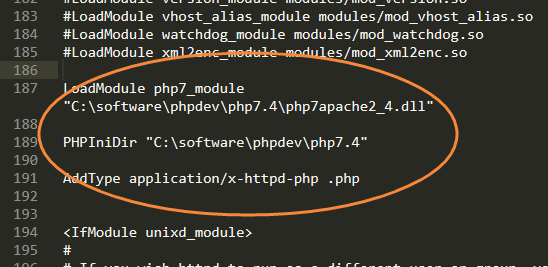 182 #LoadModule version_module modules/mod_version.so
183 #LoadModule vhost_alias_module modules/mod_vhost_alias.so
184 #LoadModule watchdog_module modules/mod_watchdog.so
185 #LoadModule xml2enc_module modules/mod_xml2enc.so
186
187 LoadModule php7_module
"C:\software\phpdev\php7.4\php7apache2_4.dll"
188
189 PHPIniDir "C:\software\phpdev\php7.4"
190
191 AddType application/x-httpd-php .php
192
193
194 <IfModule unixd_module>
195 #
196 # If you wish httpd to run as a different user or group, you